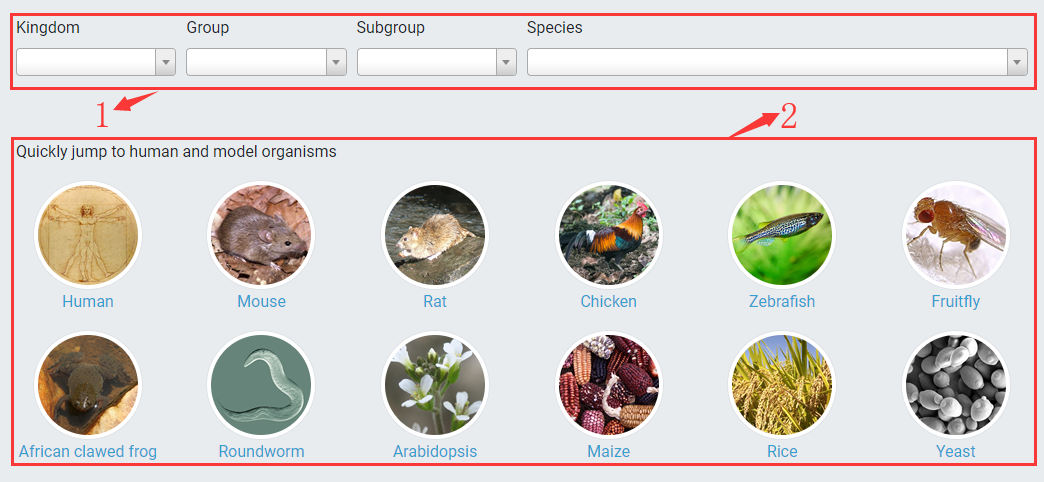 Kingdom Group Subgroup Species
1
2
Quickly jump to human and model organisms
Human Mouse Rat Chicken Zebrafish Fruitfly
African clawed frog Roundworm Arabidopsis Maize Rice Yeast